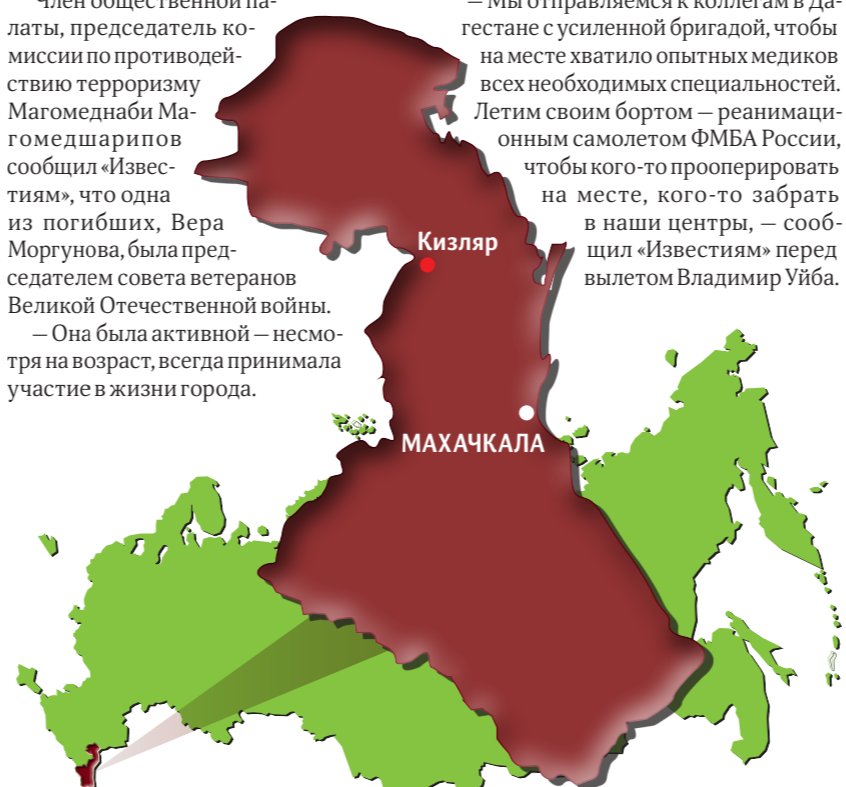 Член общественной па-
латы, председатель ко-
миссии по противодей-
ствию терроризму
Магомеднаби Ма-
гомедшарипов
сообщил «Извес-
тиям», что одна
из погибших, Вера
Моргунова, была пред-
седателем совета ветеранов
Великой Отечественной войны.
— Она была активной — несмо-
тря на возраст, всегда принимала
участие в жизни города.
— Мы отправляемся к коллегам в Да-
гестане с усиленной бригадой, чтобы
на месте хватило опытных медиков
всех необходимых специальностей.
Летим своим бортом — реанимаци-
онным самолетом ФМБА России,
чтобы кого-то прооперировать
на месте, кого-то забрать
в наши центры, — сооб-
щил «Известиям» перед
вылетом Владимир Уйба.
Кизляр
МАХАЧКАЛА